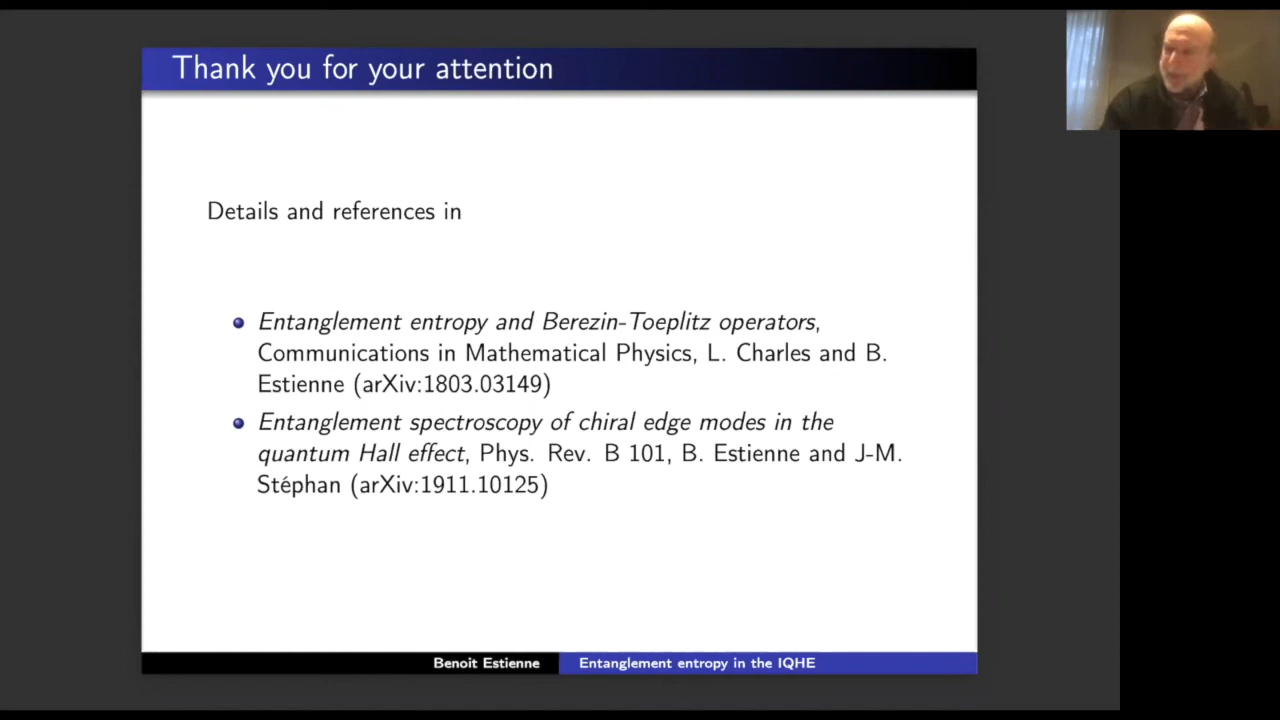 Thank you for your attention
Details and references in
Entanglement entropy and Berezin-Toeplitz operators,
Communications in Mathematical Physics, L. Charles and B.
Estienne (arXiv:1803.03149)
Entanglement spectroscopy of chiral edge modes in the
quantum Hall effect, Phys. Rev. B 101, B. Estienne and J-M.
Stéphan (arXiv:1911.10125)
Benoit Estienne
Entanglement entropy in the IQHE